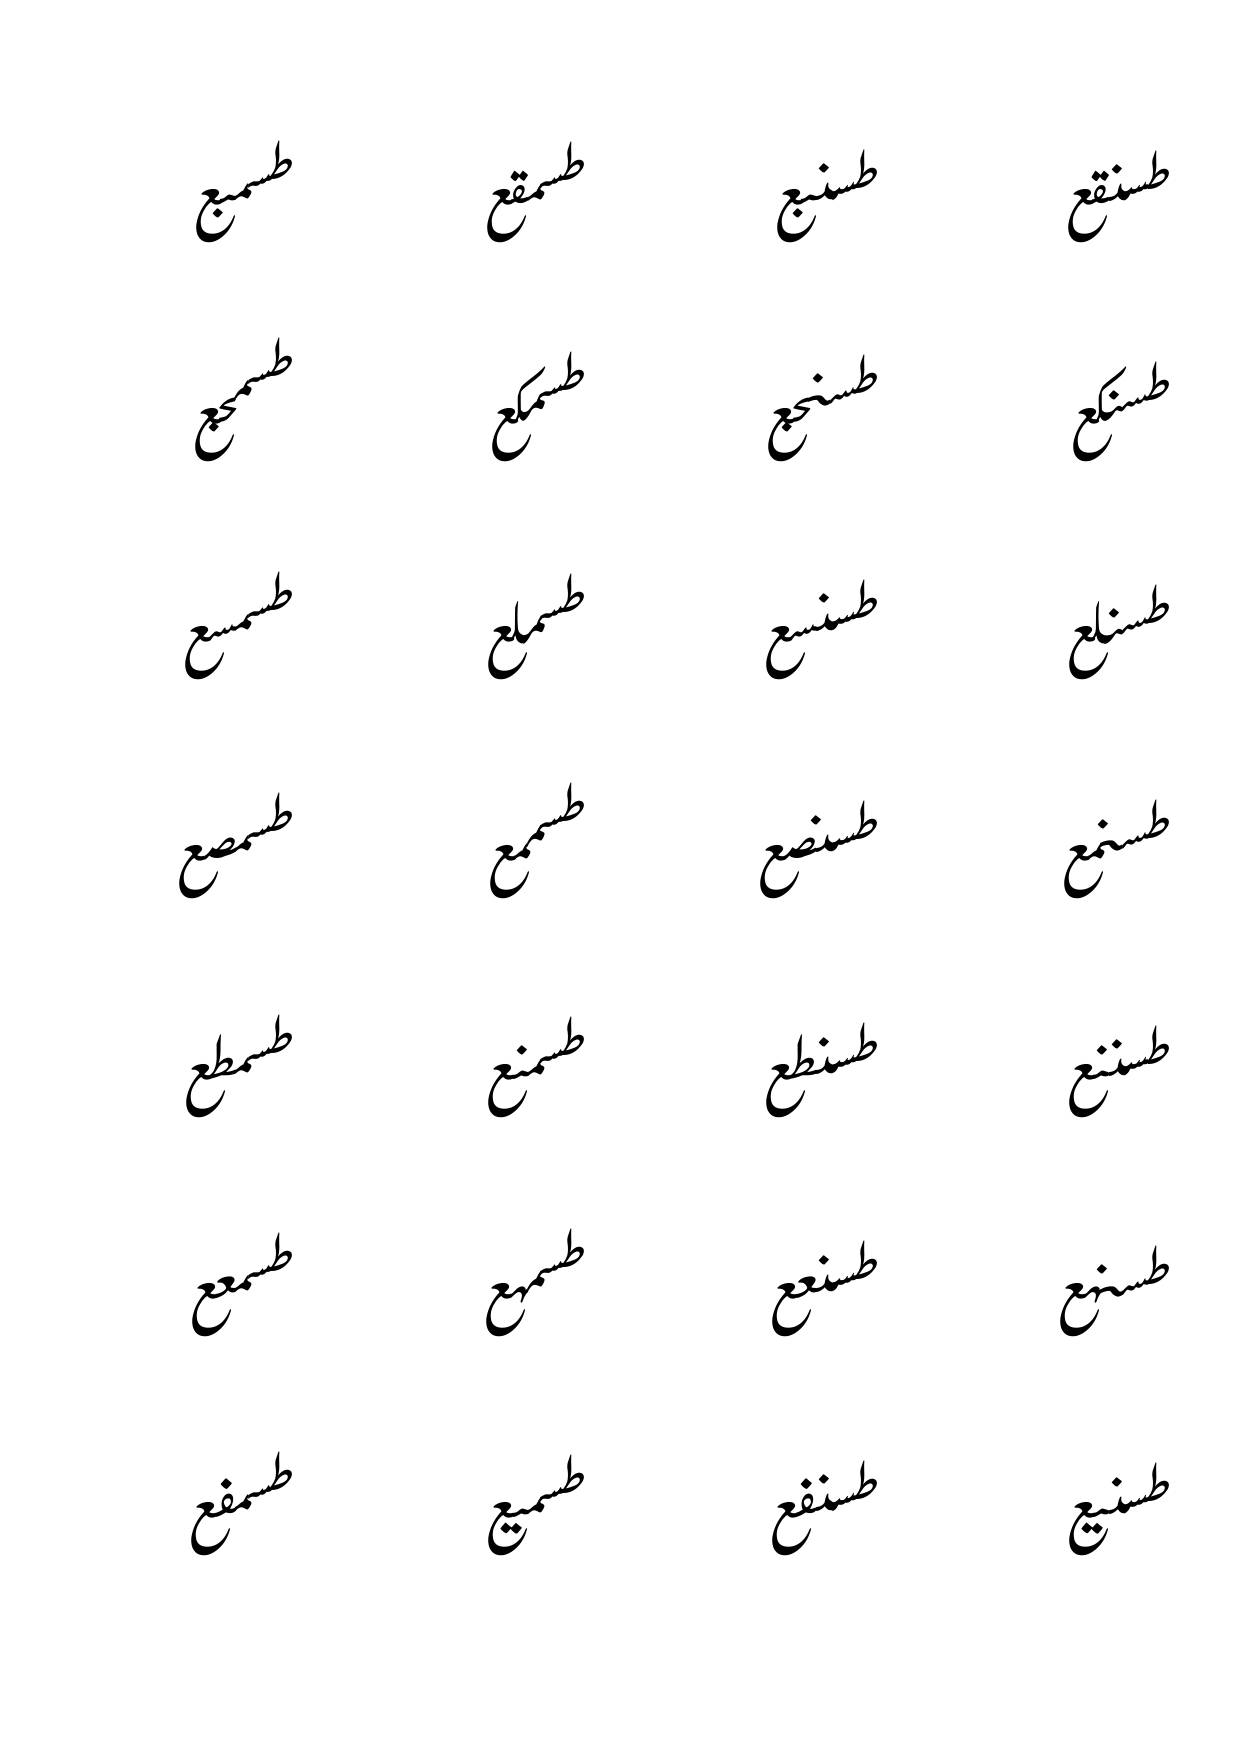 طسنقع طسنبع طسمقع طسمبع
طسنكع طسنجع طسمكع طسمجع
طسنلع طسنسع طسملع طسمسع
طسنمع طسنصع طسممع طسمصع
طسننع طسنطع طسمنع طسمطع
طسنهع طسنعع طسمهع طسمعع
طسنيع طسنفع طسميع طسمفع